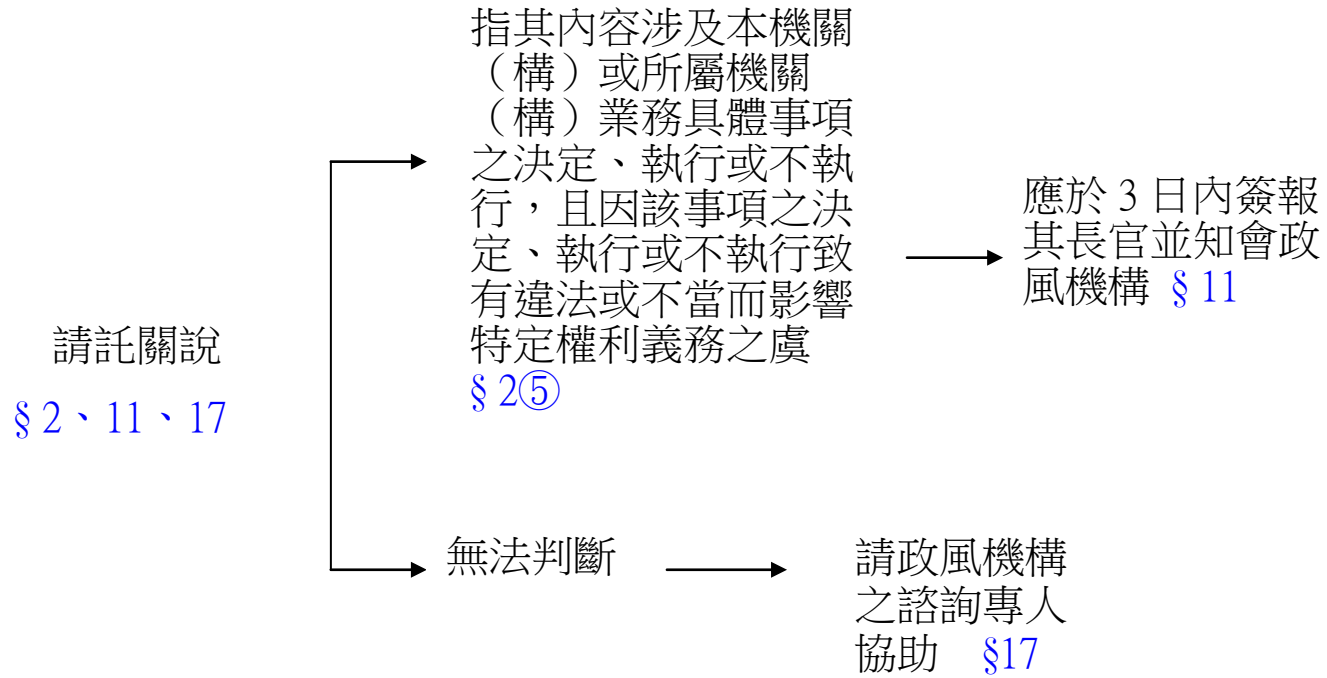 請託關說
§ 2、11、17
指其內容涉及本機關
（構）或所屬機關
（構）業務具體事項
之決定、執行或不執
行，且因該事項之決
定、執行或不執行致
有違法或不當而影響
特定權利義務之虞
§ 2⑤
應於 3 日內簽報
其長官並知會政
風機構 § 11
無法判斷
請政風機構
之諮詢專人
協助 §17